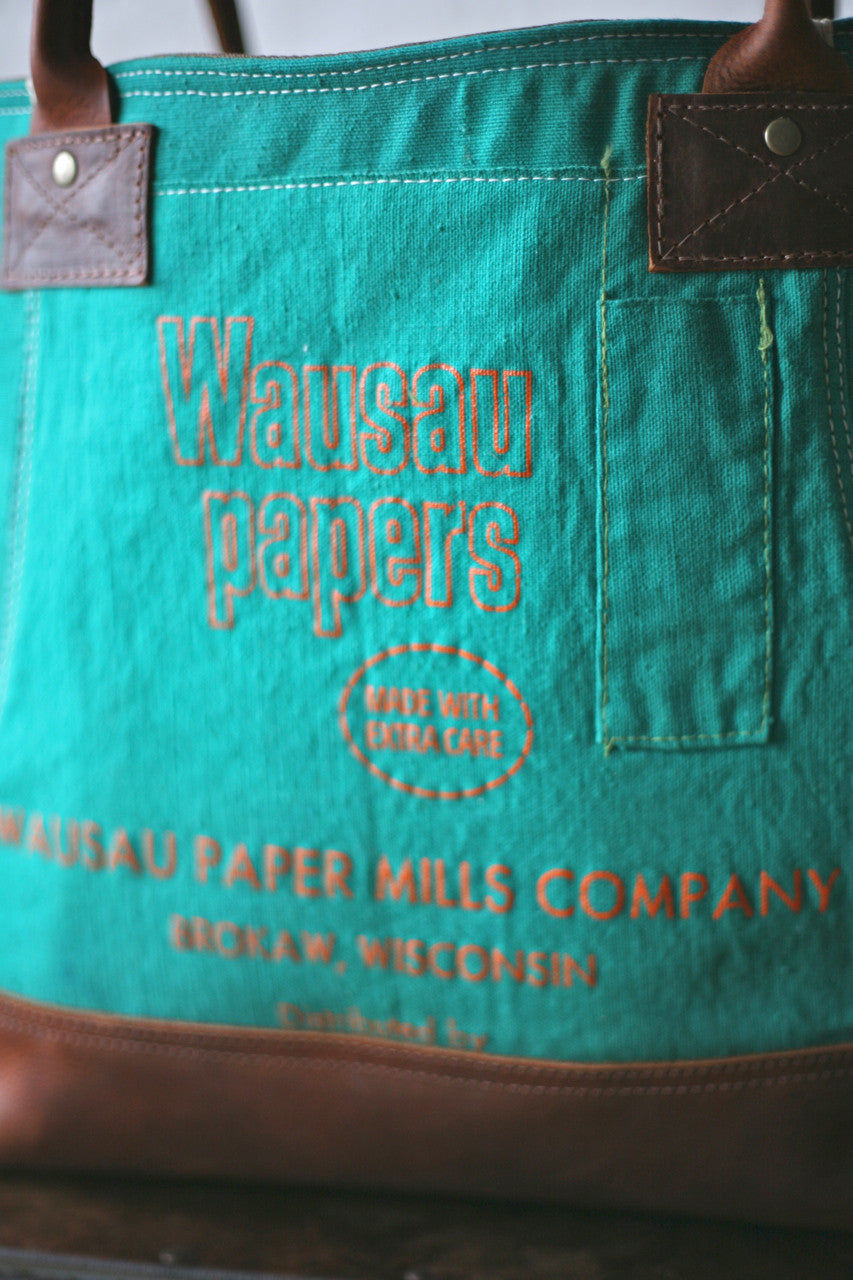 Wausau
papers
MADE WITH
EXTRA CARE
WAUSAU PAPER MILLS COMPANY
BROKAW, WISCONSIN
Distributed by